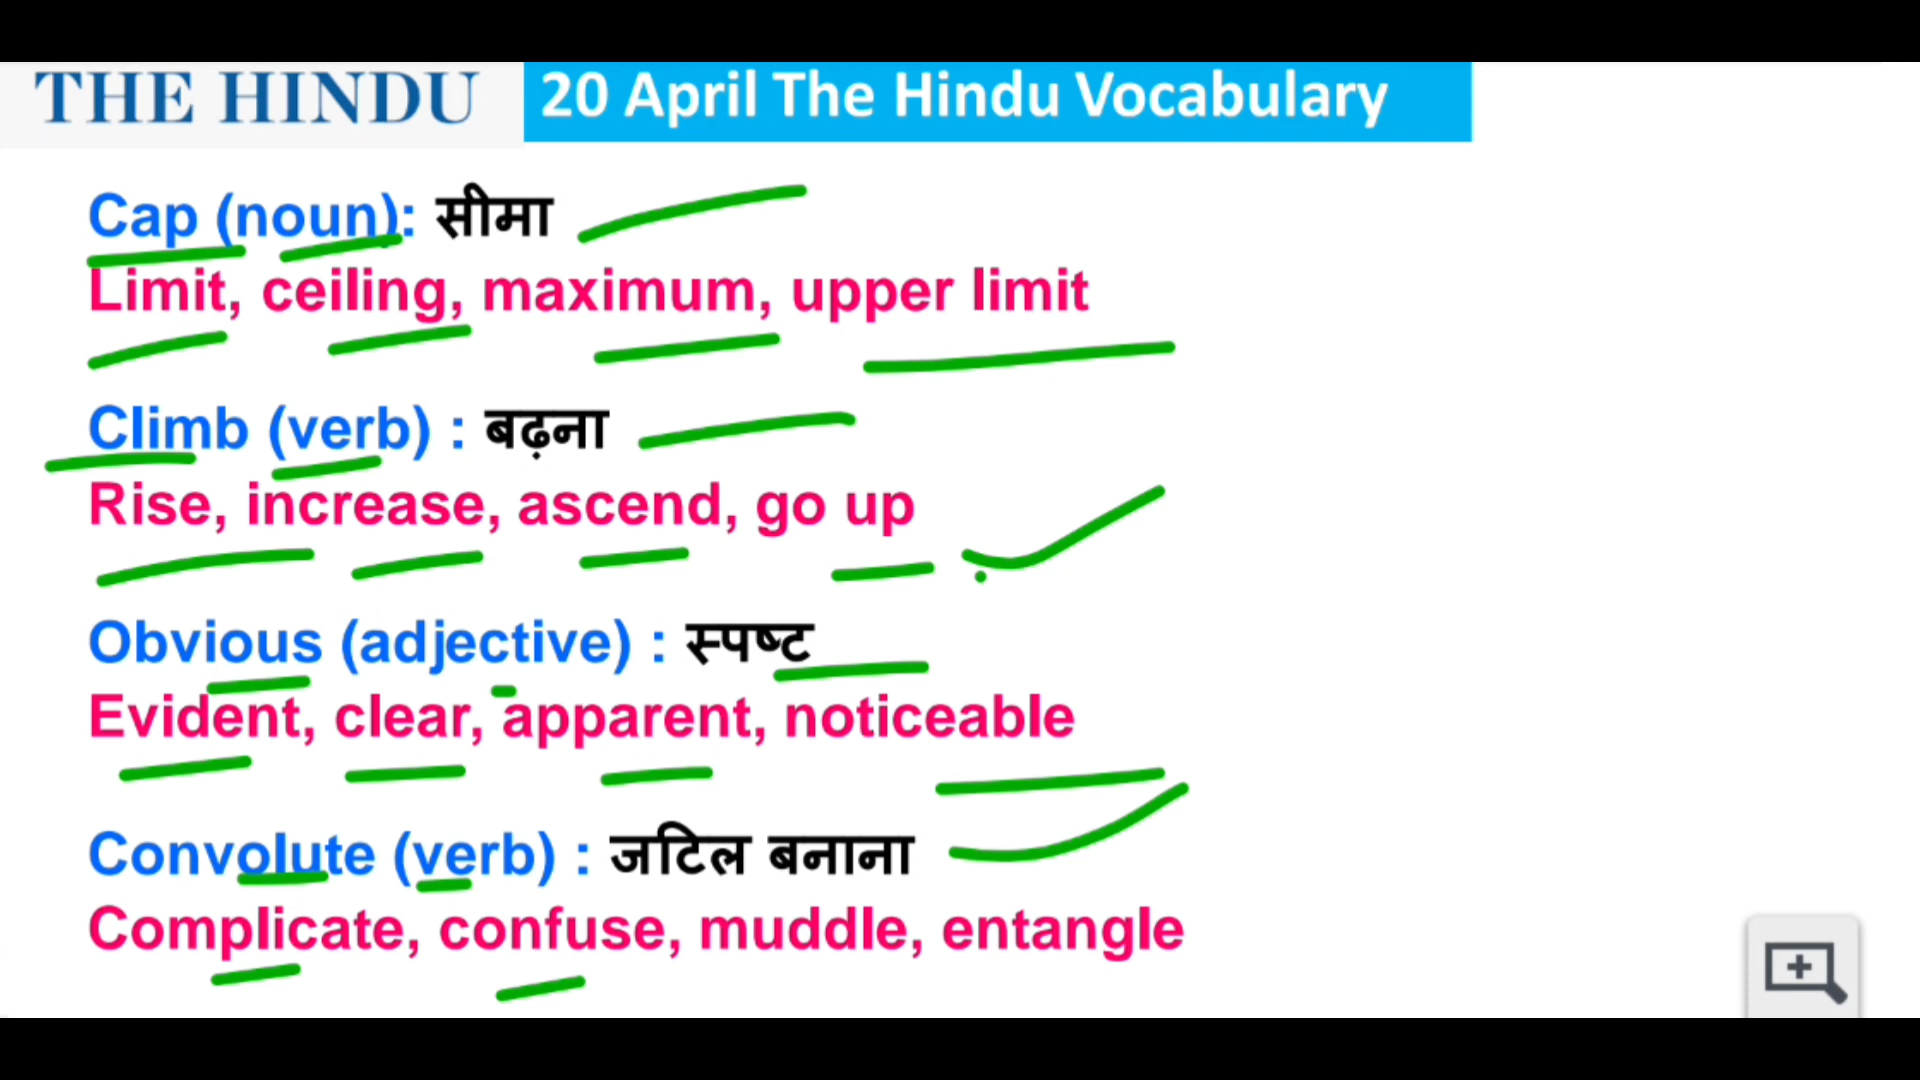 THE HINDU 20 April The Hindu Vocabulary
Cap (noun): सीमा
Limit, ceiling, maximum, upper limit
Climb (verb) : बढ़ना
Rise, increase, ascend, go up
Obvious (adjective) : स्पष्ट
Evident, clear, apparent, noticeable
Convolute (verb) : जटिल बनाना
Complicate, confuse, muddle, entangle